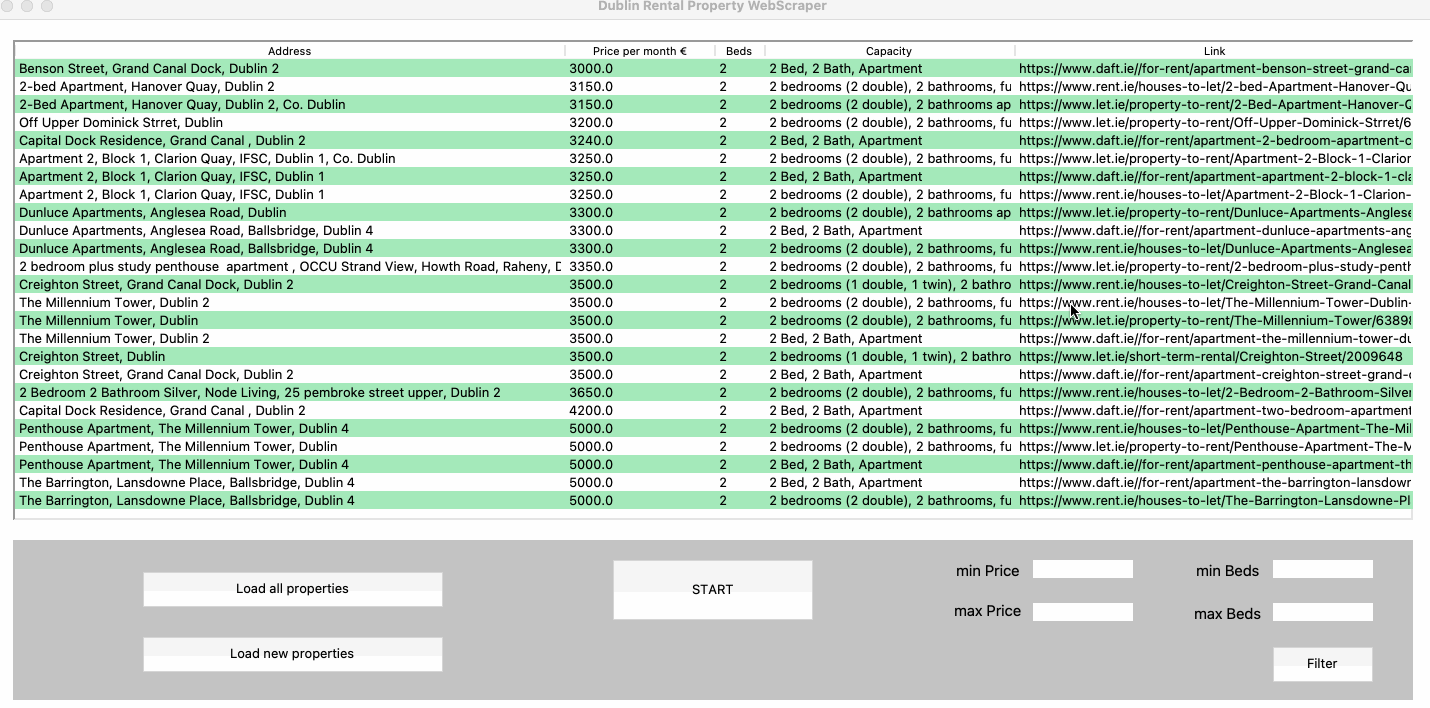 Dublin Rental Property WebScraper
Address Price per month € Beds Capacity Link
Benson Street, Grand Canal Dock, Dublin 2 3000.0 2 2 Bed, 2 Bath, Apartment https://www.daft.ie//for-rent/apartment-benson-street-grand-ca
2-bed Apartment, Hanover Quay, Dublin 2 3150.0 2 2 bedrooms (2 double), 2 bathrooms, fu https://www.rent.ie/houses-to-let/2-bed-Apartment-Hanover-Qu
2-Bed Apartment, Hanover Quay, Dublin 2, Co. Dublin 3150.0 2 2 bedrooms (2 double), 2 bathrooms ap https://www.let.ie/property-to-rent/2-Bed-Apartment-Hanover-Q
Off Upper Dominick Strret, Dublin 3200.0 2 2 bedrooms (2 double), 2 bathrooms, fu https://www.let.ie/property-to-rent/Off-Upper-Dominick-Strret/6
Capital Dock Residence, Grand Canal , Dublin 2 3240.0 2 2 Bed, 2 Bath, Apartment https://www.daft.ie//for-rent/apartment-2-bedroom-apartment-c
Apartment 2, Block 1, Clarion Quay, IFSC, Dublin 1, Co. Dublin 3250.0 2 2 bedrooms (2 double), 2 bathrooms, fu https://www.let.ie/property-to-rent/Apartment-2-Block-1-Clarion
Apartment 2, Block 1, Clarion Quay, IFSC, Dublin 1 3250.0 2 2 Bed, 2 Bath, Apartment https://www.daft.ie//for-rent/apartment-apartment-2-block-1-cla
Apartment 2, Block 1, Clarion Quay, IFSC, Dublin 1 3250.0 2 2 bedrooms (2 double), 2 bathrooms, fu https://www.rent.ie/houses-to-let/Apartment-2-Block-1-Clarion-
Dunluce Apartments, Anglesea Road, Dublin 3300.0 2 2 bedrooms (2 double), 2 bathrooms ap https://www.let.ie/property-to-rent/Dunluce-Apartments-Anglese
Dunluce Apartments, Anglesea Road, Ballsbridge, Dublin 4 3300.0 2 2 Bed, 2 Bath, Apartment https://www.daft.ie//for-rent/apartment-dunluce-apartments-ang
Dunluce Apartments, Anglesea Road, Ballsbridge, Dublin 4 3300.0 2 2 bedrooms (2 double), 2 bathrooms, fu https://www.rent.ie/houses-to-let/Dunluce-Apartments-Anglesea
2 bedroom plus study penthouse apartment , OCCU Strand View, Howth Road, Raheny, D 3350.0 2 2 bedrooms (2 double), 2 bathrooms, fu https://www.let.ie/property-to-rent/2-bedroom-plus-study-penth
Creighton Street, Grand Canal Dock, Dublin 2 3500.0 2 2 bedrooms (1 double, 1 twin), 2 bathro https://www.rent.ie/houses-to-let/Creighton-Street-Grand-Canal
The Millennium Tower, Dublin 2 3500.0 2 2 bedrooms (2 double), 2 bathrooms, fu https://www.rent.ie/houses-to-let/The-Millennium-Tower-Dublin-
The Millennium Tower, Dublin 3500.0 2 2 bedrooms (2 double), 2 bathrooms, fu https://www.let.ie/property-to-rent/The-Millennium-Tower/63898
The Millennium Tower, Dublin 2 3500.0 2 2 Bed, 2 Bath, Apartment https://www.daft.ie//for-rent/apartment-the-millennium-tower-du
Creighton Street, Dublin 3500.0 2 2 bedrooms (1 double, 1 twin), 2 bathro https://www.let.ie/short-term-rental/Creighton-Street/2009648
Creighton Street, Grand Canal Dock, Dublin 2 3500.0 2 2 Bed, 2 Bath, Apartment https://www.daft.ie//for-rent/apartment-creighton-street-grand-c
2 Bedroom 2 Bathroom Silver, Node Living, 25 pembroke street upper, Dublin 2 3650.0 2 2 bedrooms (2 double), 2 bathrooms, fu https://www.rent.ie/houses-to-let/2-Bedroom-2-Bathroom-Silver
Capital Dock Residence, Grand Canal , Dublin 2 4200.0 2 2 Bed, 2 Bath, Apartment https://www.daft.ie//for-rent/apartment-two-bedroom-apartment
Penthouse Apartment, The Millennium Tower, Dublin 4 5000.0 2 2 bedrooms (2 double), 2 bathrooms, fu https://www.rent.ie/houses-to-let/Penthouse-Apartment-The-Mil
Penthouse Apartment, The Millennium Tower, Dublin 5000.0 2 2 bedrooms (2 double), 2 bathrooms, fu https://www.let.ie/property-to-rent/Penthouse-Apartment-The-M
Penthouse Apartment, The Millennium Tower, Dublin 4 5000.0 2 2 Bed, 2 Bath, Apartment https://www.daft.ie//for-rent/apartment-penthouse-apartment-th
The Barrington, Lansdowne Place, Ballsbridge, Dublin 4 5000.0 2 2 Bed, 2 Bath, Apartment https://www.daft.ie//for-rent/apartment-the-barrington-lansdown
The Barrington, Lansdowne Place, Ballsbridge, Dublin 4 5000.0 2 2 bedrooms (2 double), 2 bathrooms, fu https://www.rent.ie/houses-to-let/The-Barrington-Lansdowne-Pl
Load all properties
Load new properties
START
min Price
max Price
min Beds
max Beds
Filter